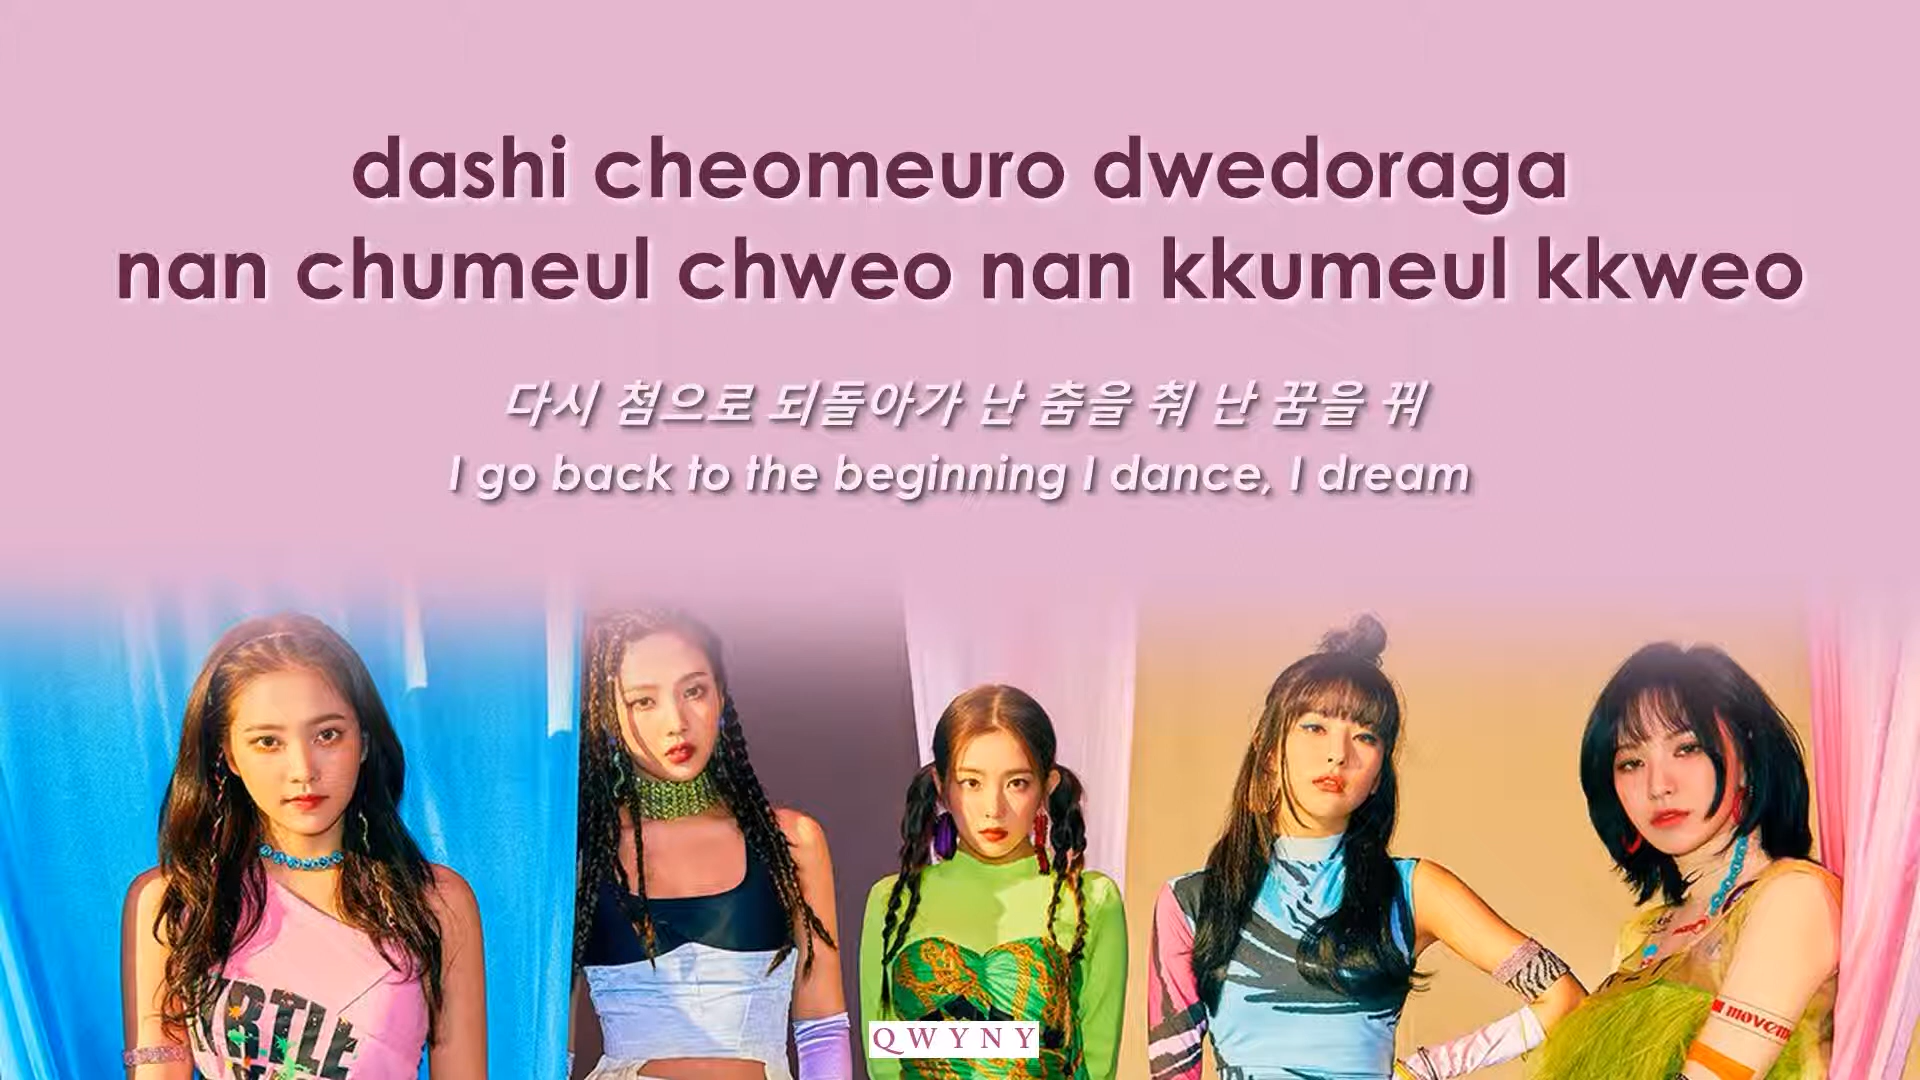 dashi cheomeuro dwedoraga
nan chumeul chweo nan kkumeul kkweo
다시 첨으로 되돌아가 난 춤을 춰 난 꿈을 꿔
I go back to the beginning I dance, I dream
QWYNY